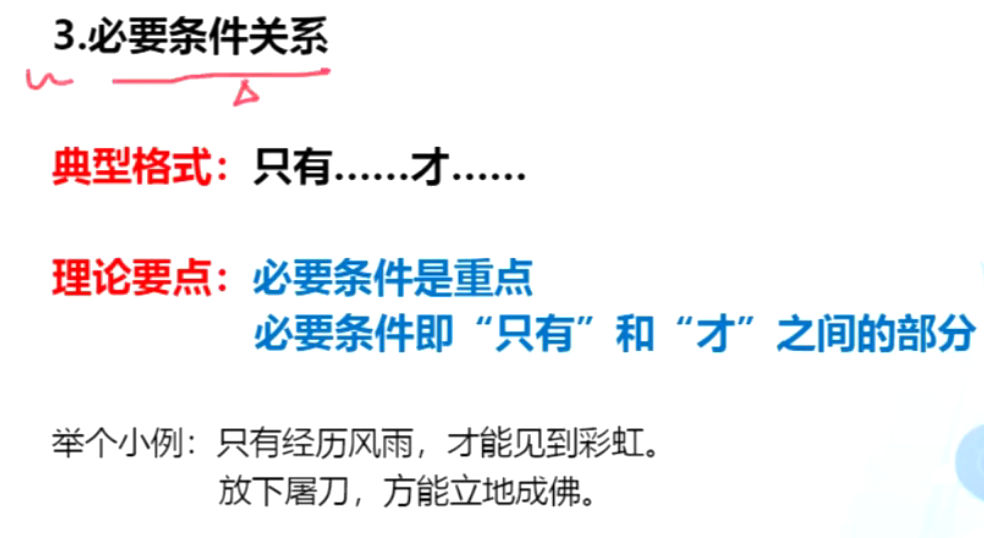 3.必要条件关系
典型格式：只有……才……
理论要点：必要条件是重点
必要条件即“只有”和“才”之间的部分
举个小例：只有经历风雨，才能见到彩虹。
放下屠刀，方能立地成佛。